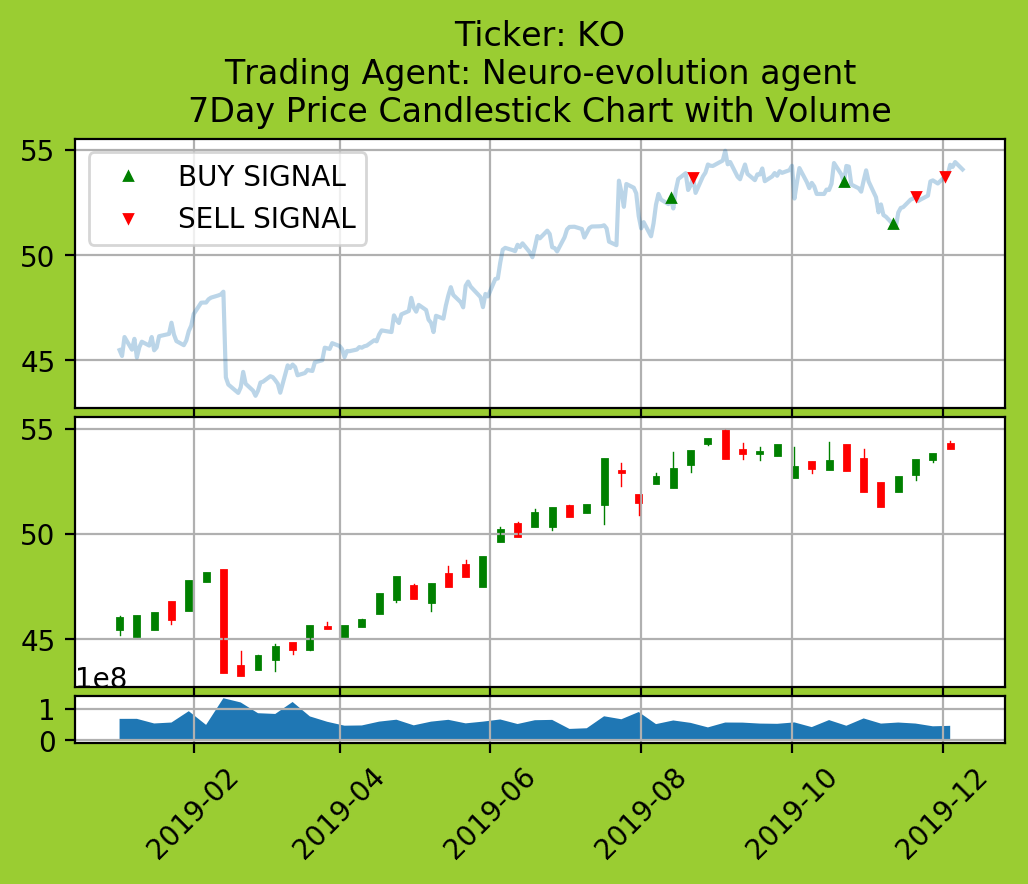 Ticker: KO
Trading Agent: Neuro-evolution agent
7Day Price Candlestick Chart with Volume
55
BUY SIGNAL
SELL SIGNAL
50
45
55
50
45
1e8
1
0
2019-02
2019-04
2019-06
2019-08
2019-10
2019-12